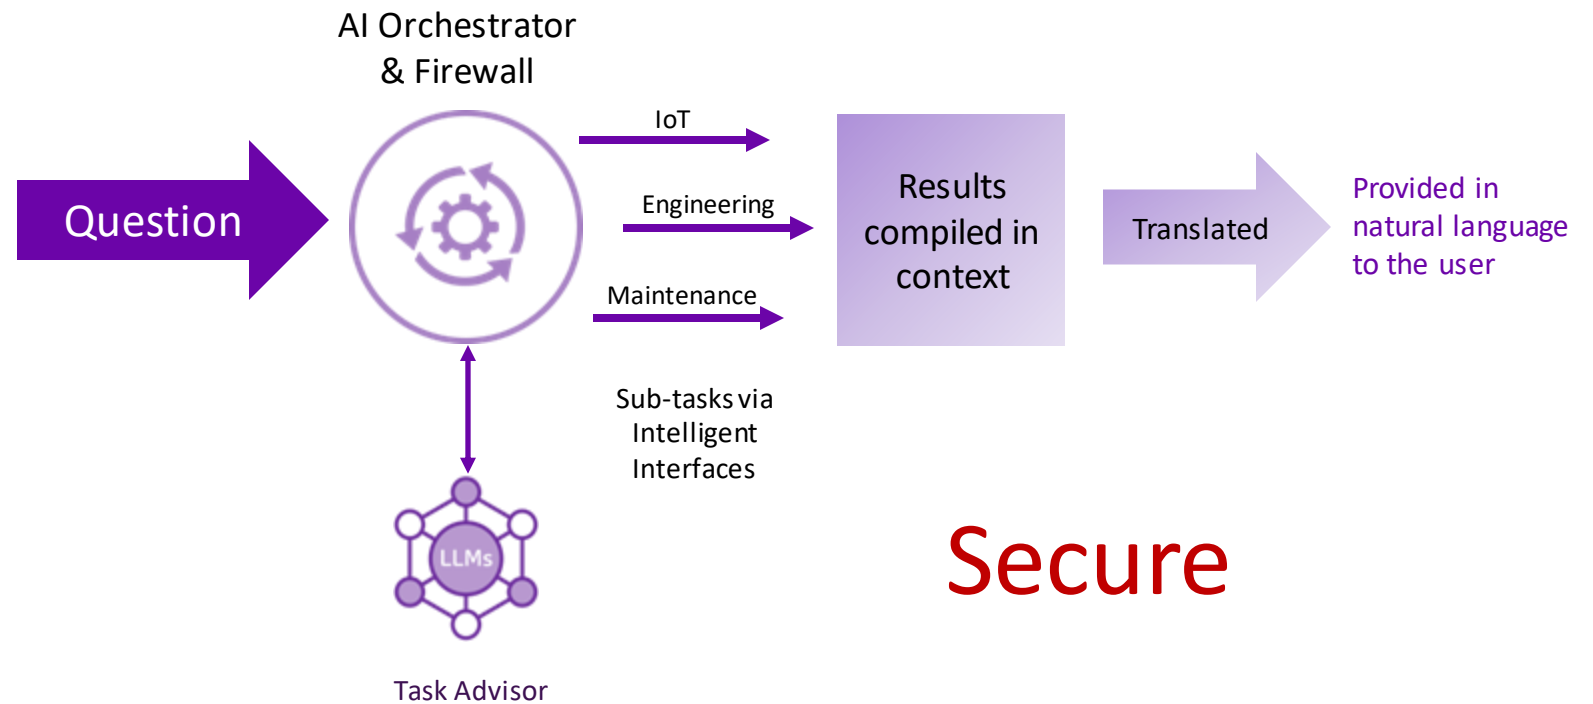 AI Orchestrator
& Firewall
Question
IoT
Engineering
Maintenance
Sub-tasks via
Intelligent
Interfaces
LLMs
Task Advisor
Results
compiled in
context
Translated
Provided in
natural language
to the user
Secure